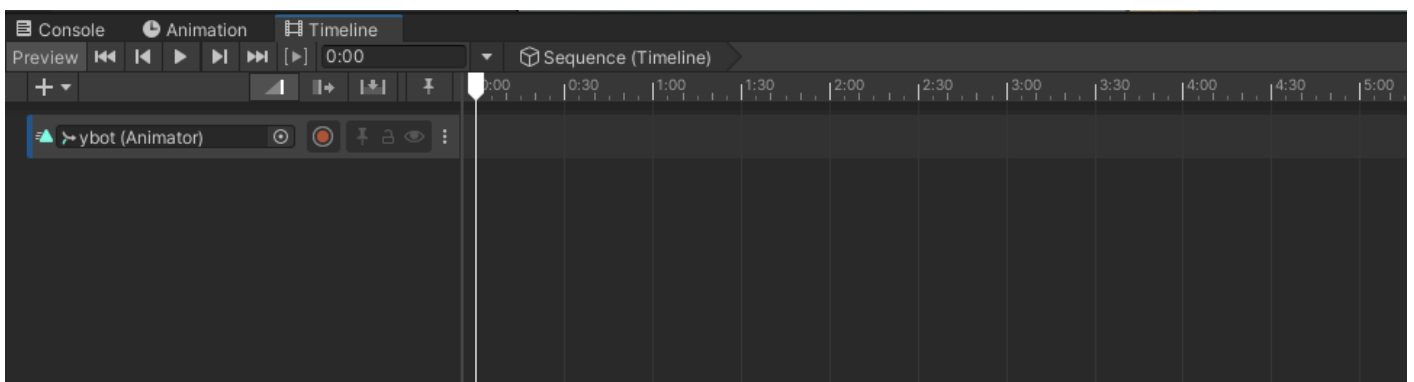 Console Animation Timeline
Preview 0:00 Sequence (Timeline)
0:00 0:30 1:00 1:30 2:00 2:30 3:00 3:30 4:00 4:30 5:00
ybot (Animator)